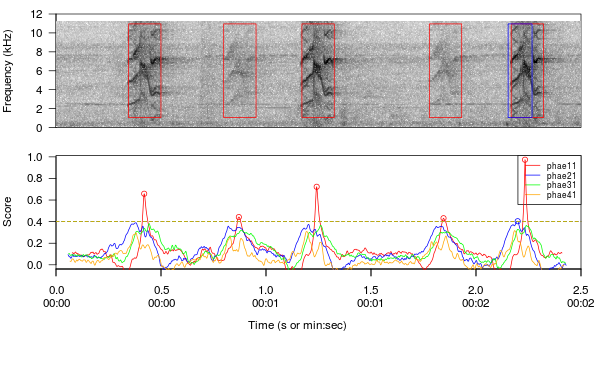 12
10
8
6
4
2
0
Frequency (kHz)
1.0
0.8
0.6
0.4
0.2
0.0
Score
phae11
phae21
phae31
phae41
0.0 0.5 1.0 1.5 2.0 2.5
00:00 00:00 00:01 00:01 00:02 00:02
Time (s or min:sec)